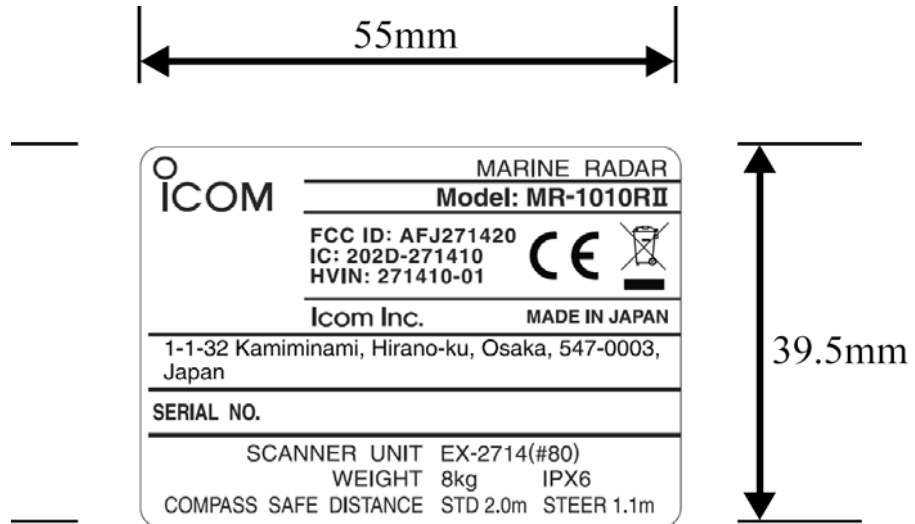 55mm
ICOM
MARINE RADAR
Model: MR-1010RⅡ
FCC ID: AFJ271420
IC: 202D-271410
HVIN: 271410-01
CE
Icom Inc. MADE IN JAPAN
1-1-32 Kamiminami, Hirano-ku, Osaka, 547-0003,
Japan
39.5mm
SERIAL NO.
SCANNER UNIT EX-2714(#80)
WEIGHT 8kg IPX6
COMPASS SAFE DISTANCE STD 2.0m STEER 1.1m